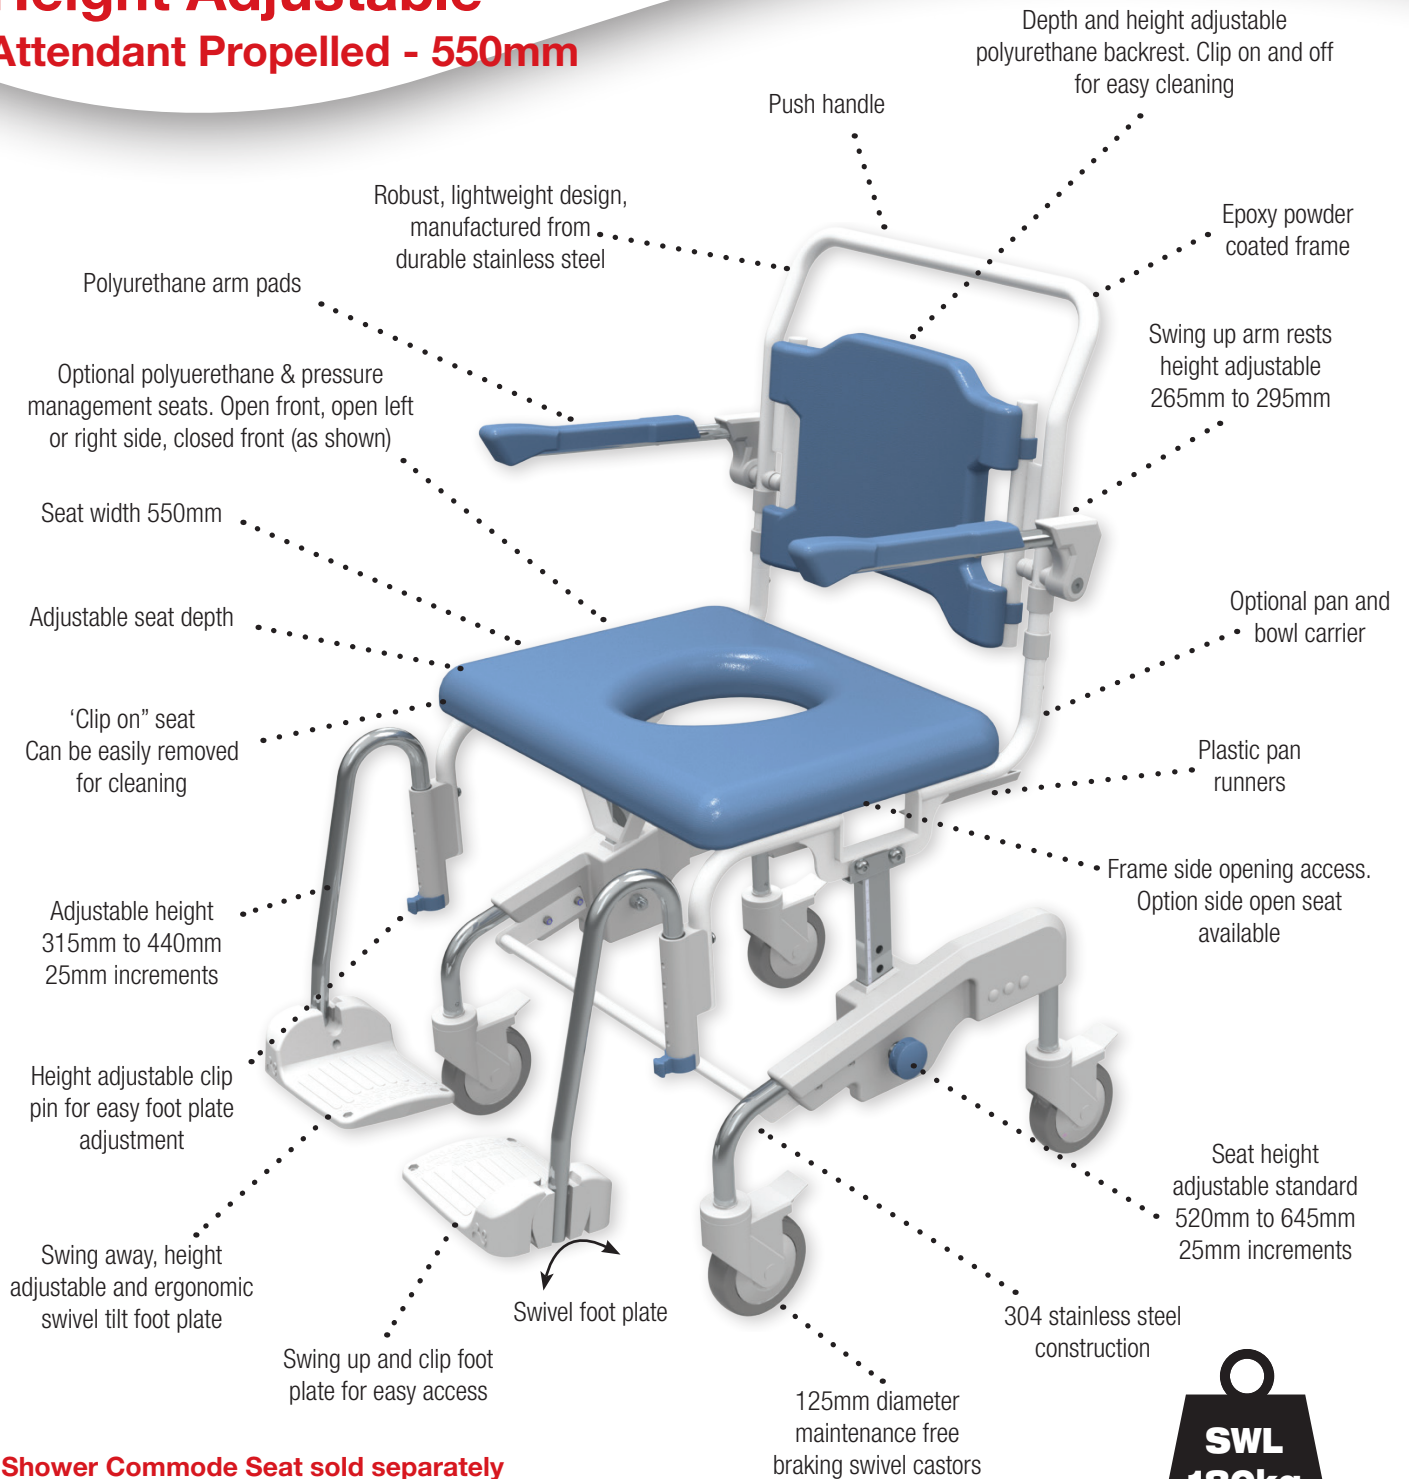 Height Adjustable
Attendant Propelled - 550mm
Depth and height adjustable
polyurethane backrest. Clip on and off
for easy cleaning
Push handle
Robust, lightweight design,
manufactured from
durable stainless steel
Epoxy powder
coated frame
Polyurethane arm pads
Swing up arm rests
height adjustable
265mm to 295mm
Optional polyuerethane & pressure
management seats. Open front, open left
or right side, closed front (as shown)
Seat width 550mm
Adjustable seat depth
Optional pan and
bowl carrier
‘Clip on” seat
Can be easily removed
for cleaning
Plastic pan
runners
Frame side opening access.
Option side open seat
available
Adjustable height
315mm to 440mm
25mm increments
Height adjustable clip
pin for easy foot plate
adjustment
Seat height
adjustable standard
520mm to 645mm
25mm increments
Swing away, height
adjustable and ergonomic
swivel tilt foot plate
Swivel foot plate
304 stainless steel
construction
Swing up and clip foot
plate for easy access
125mm diameter
maintenance free
braking swivel castors
SWL
180kg
Shower Commode Seat sold separately